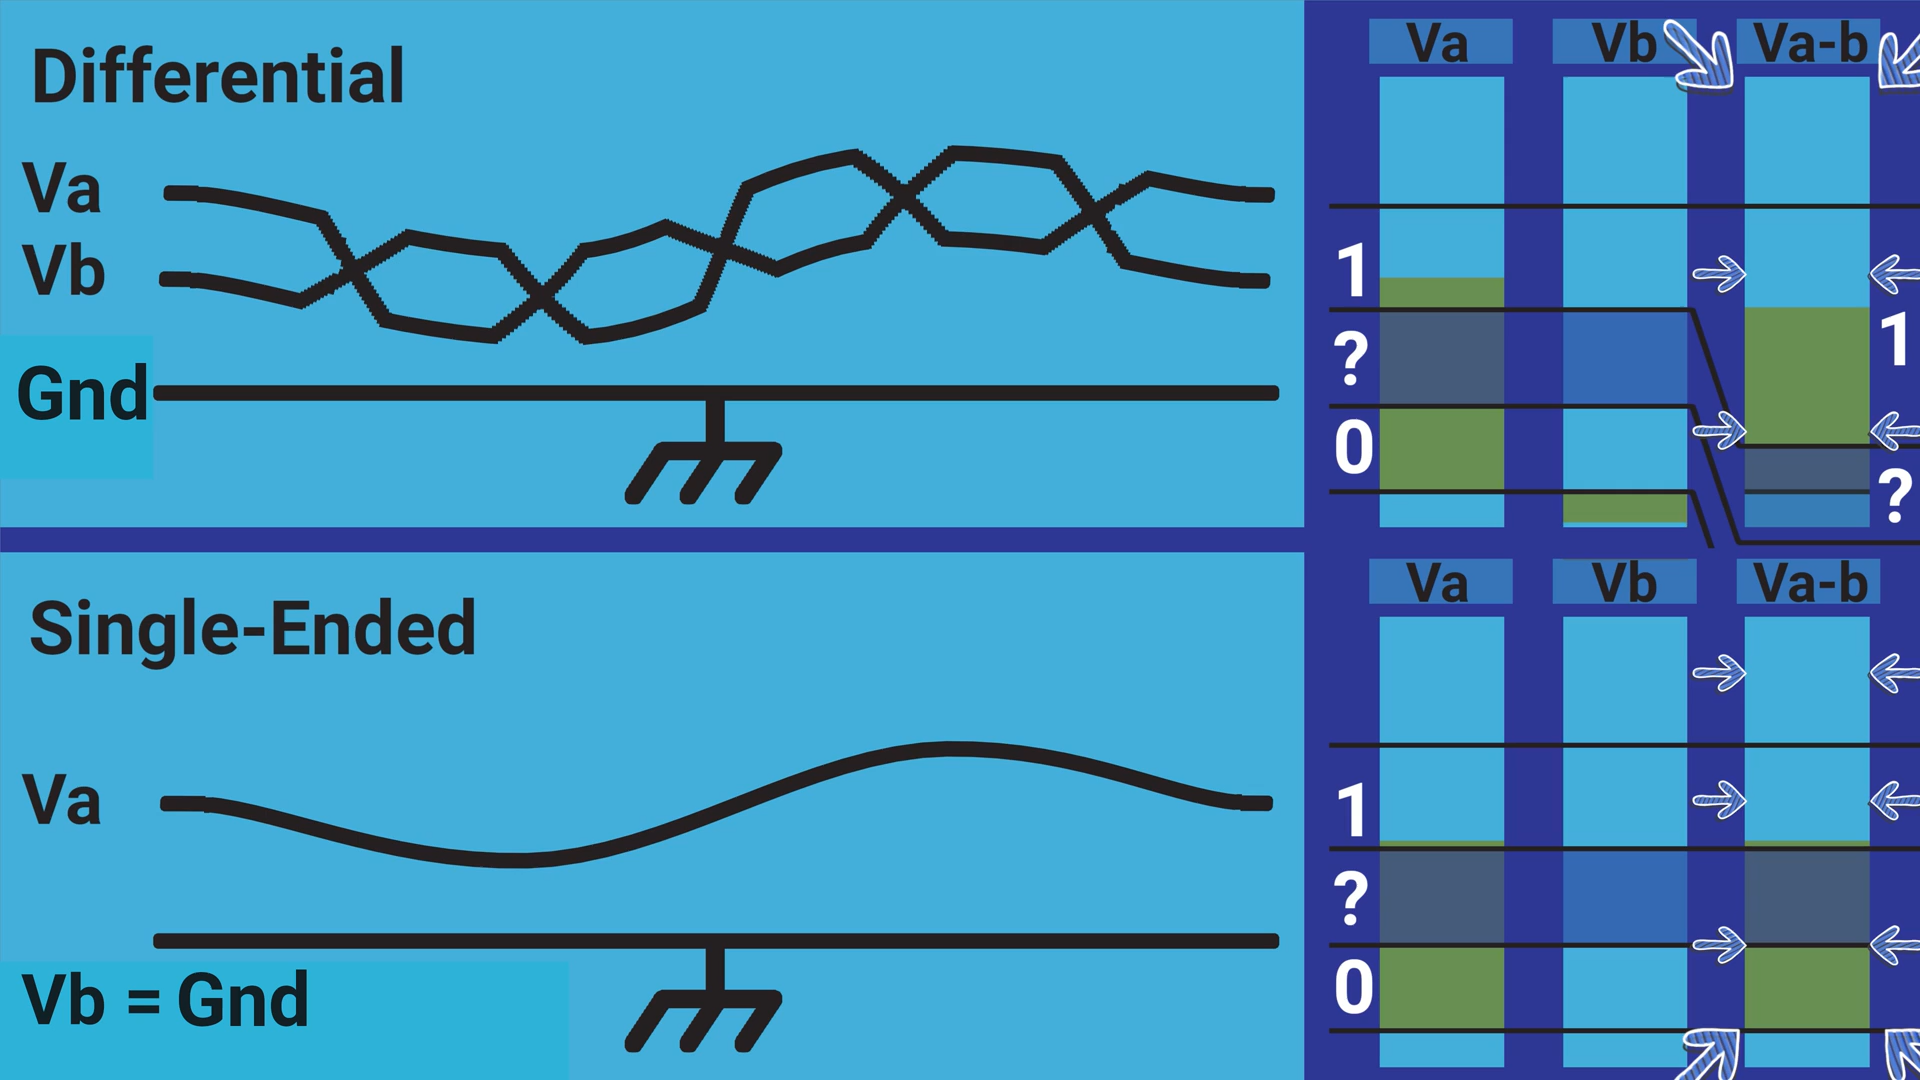 Differential
Va
Vb
Gnd
Va Vb Va-b
1
?
0
1
?
Single-Ended
Va
Vb = Gnd
Va Vb Va-b
1
?
0